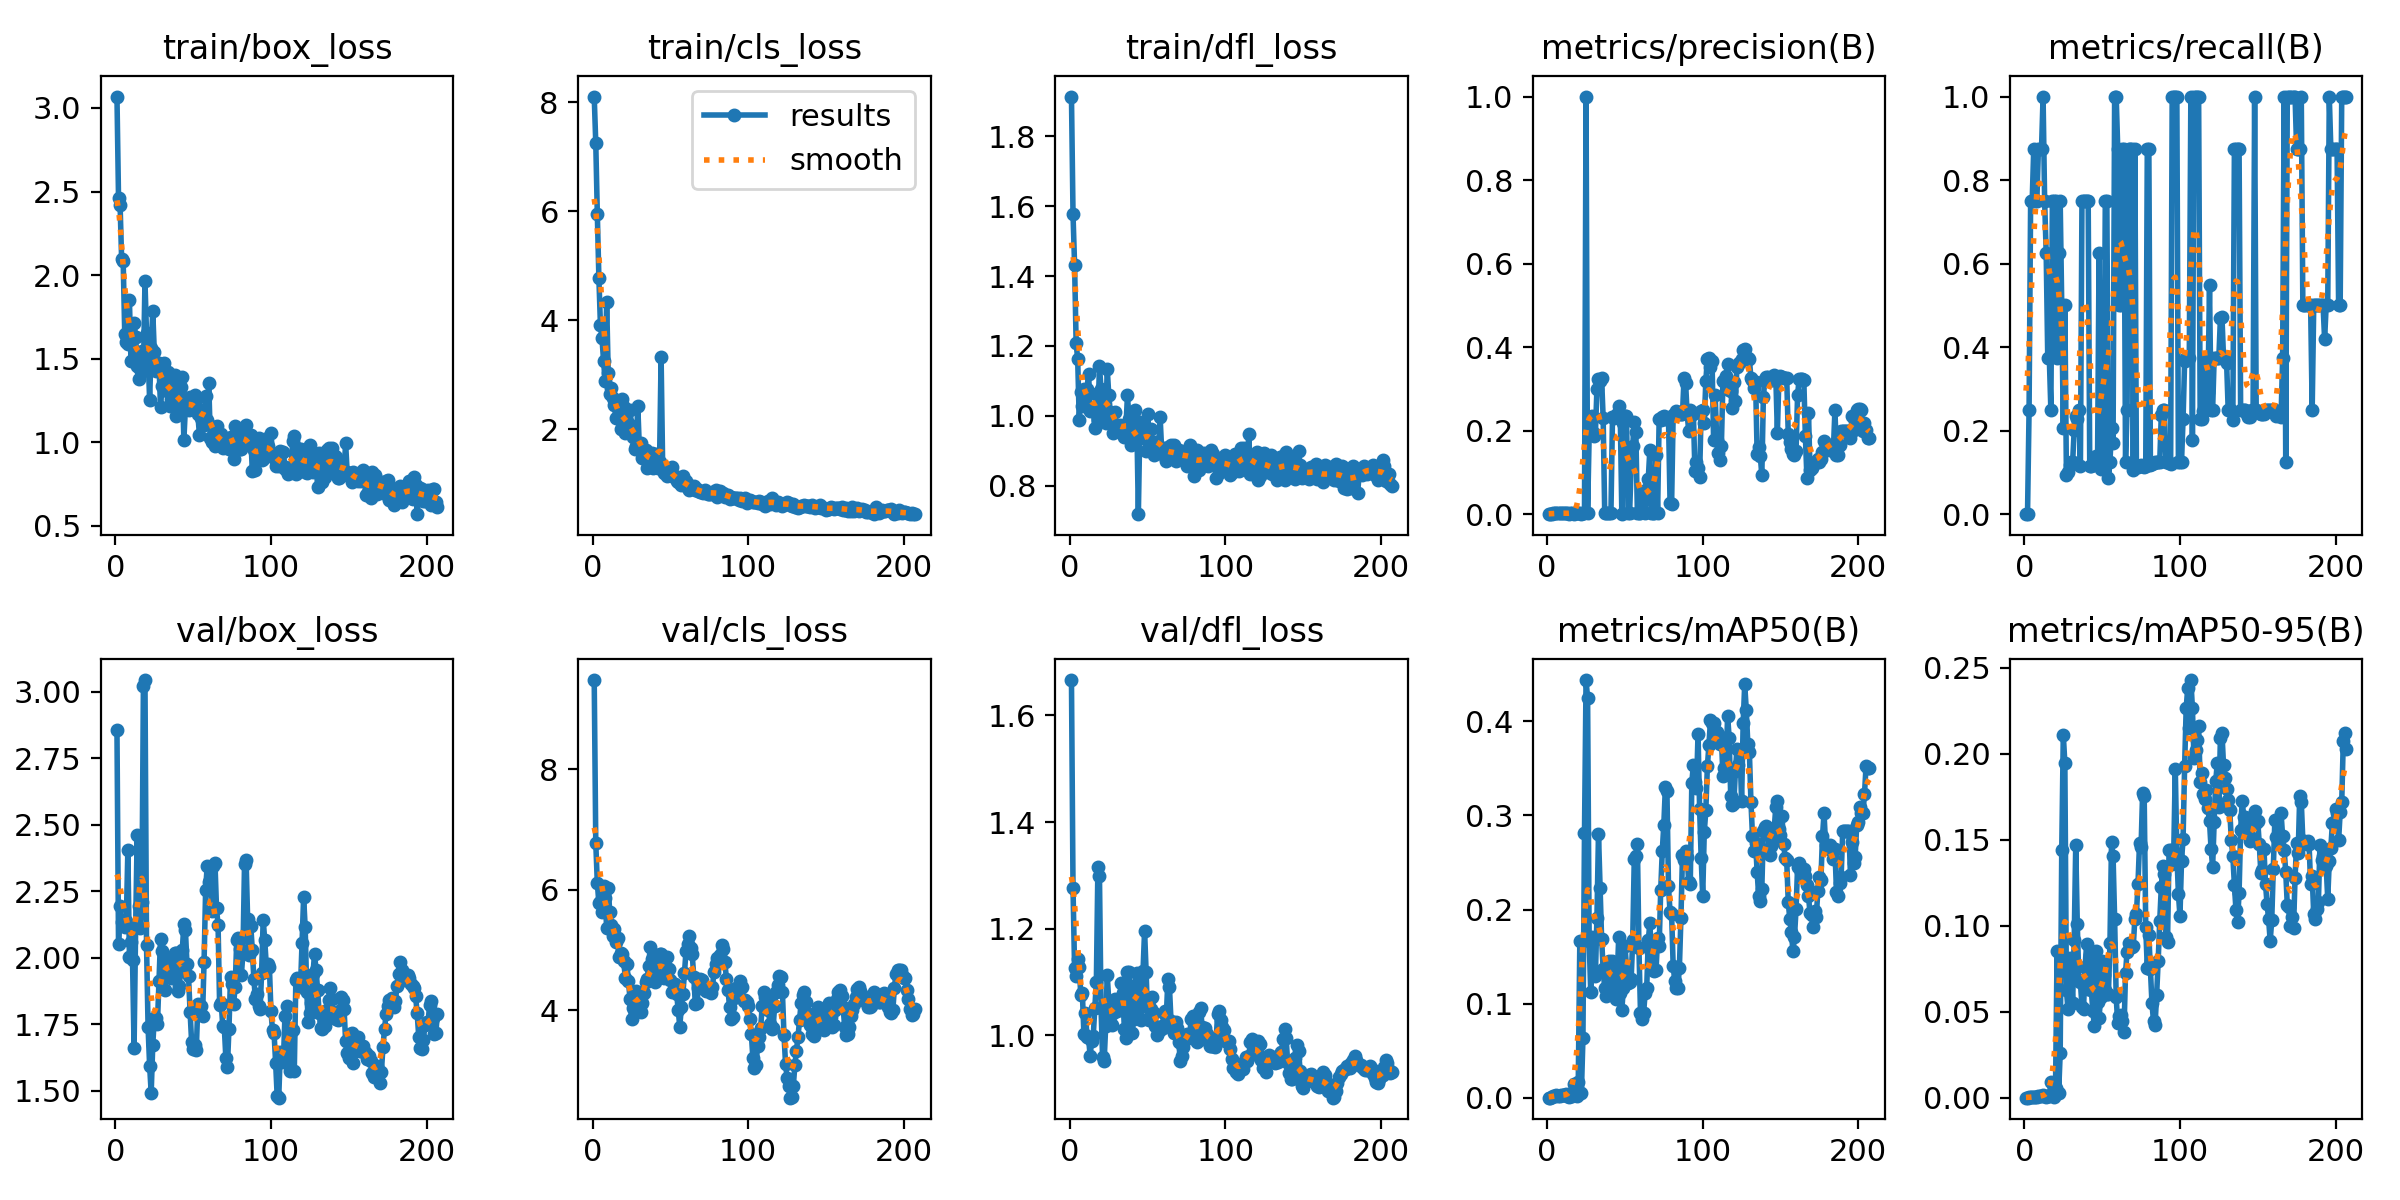 train/box_loss
3.0
2.5
2.0
1.5
1.0
0.5
0 100 200
train/cls_loss
results
smooth
8
6
4
2
0 100 200
train/dfl_loss
1.8
1.6
1.4
1.2
1.0
0.8
0 100 200
metrics/precision(B)
1.0
0.8
0.6
0.4
0.2
0.0
0 100 200
metrics/recall(B)
1.0
0.8
0.6
0.4
0.2
0.0
0 100 200
val/box_loss
3.00
2.75
2.50
2.25
2.00
1.75
1.50
0 100 200
val/cls_loss
8
6
4
0 100 200
val/dfl_loss
1.6
1.4
1.2
1.0
0 100 200
metrics/mAP50(B)
0.4
0.3
0.2
0.1
0.0
0 100 200
metrics/mAP50-95(B)
0.25
0.20
0.15
0.10
0.05
0.00
0 100 200